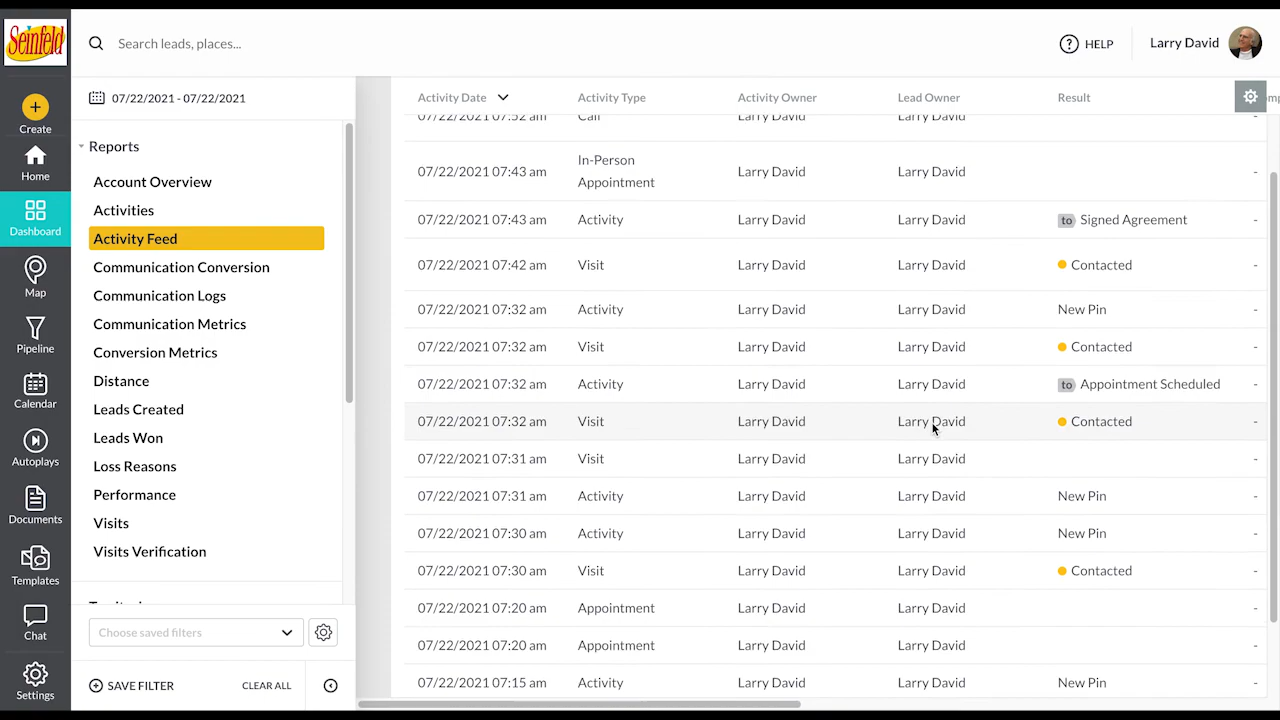 Seinfeld
Search leads, places...
? HELP
Larry David
Create
Home
Dashboard
Map
Pipeline
Calendar
Autoplays
Documents
Templates
Chat
Settings
07/22/2021 - 07/22/2021
Reports
Account Overview
Activities
Activity Feed
Communication Conversion
Communication Logs
Communication Metrics
Conversion Metrics
Distance
Leads Created
Leads Won
Loss Reasons
Performance
Visits
Visits Verification
Choose saved filters
SAVE FILTER CLEAR ALL
Activity Date Activity Type Activity Owner Lead Owner Result
07/22/2021 07:52 am Call Larry David Larry David
07/22/2021 07:43 am In-Person Appointment Larry David Larry David -
07/22/2021 07:43 am Activity Larry David Larry David to Signed Agreement -
07/22/2021 07:42 am Visit Larry David Larry David Contacted -
07/22/2021 07:32 am Activity Larry David Larry David New Pin -
07/22/2021 07:32 am Visit Larry David Larry David Contacted -
07/22/2021 07:32 am Activity Larry David Larry David to Appointment Scheduled -
07/22/2021 07:32 am Visit Larry David Larry David Contacted -
07/22/2021 07:31 am Visit Larry David Larry David -
07/22/2021 07:31 am Activity Larry David Larry David New Pin -
07/22/2021 07:30 am Activity Larry David Larry David New Pin -
07/22/2021 07:30 am Visit Larry David Larry David Contacted -
07/22/2021 07:20 am Appointment Larry David Larry David -
07/22/2021 07:20 am Appointment Larry David Larry David -
07/22/2021 07:15 am Activity Larry David Larry David New Pin -